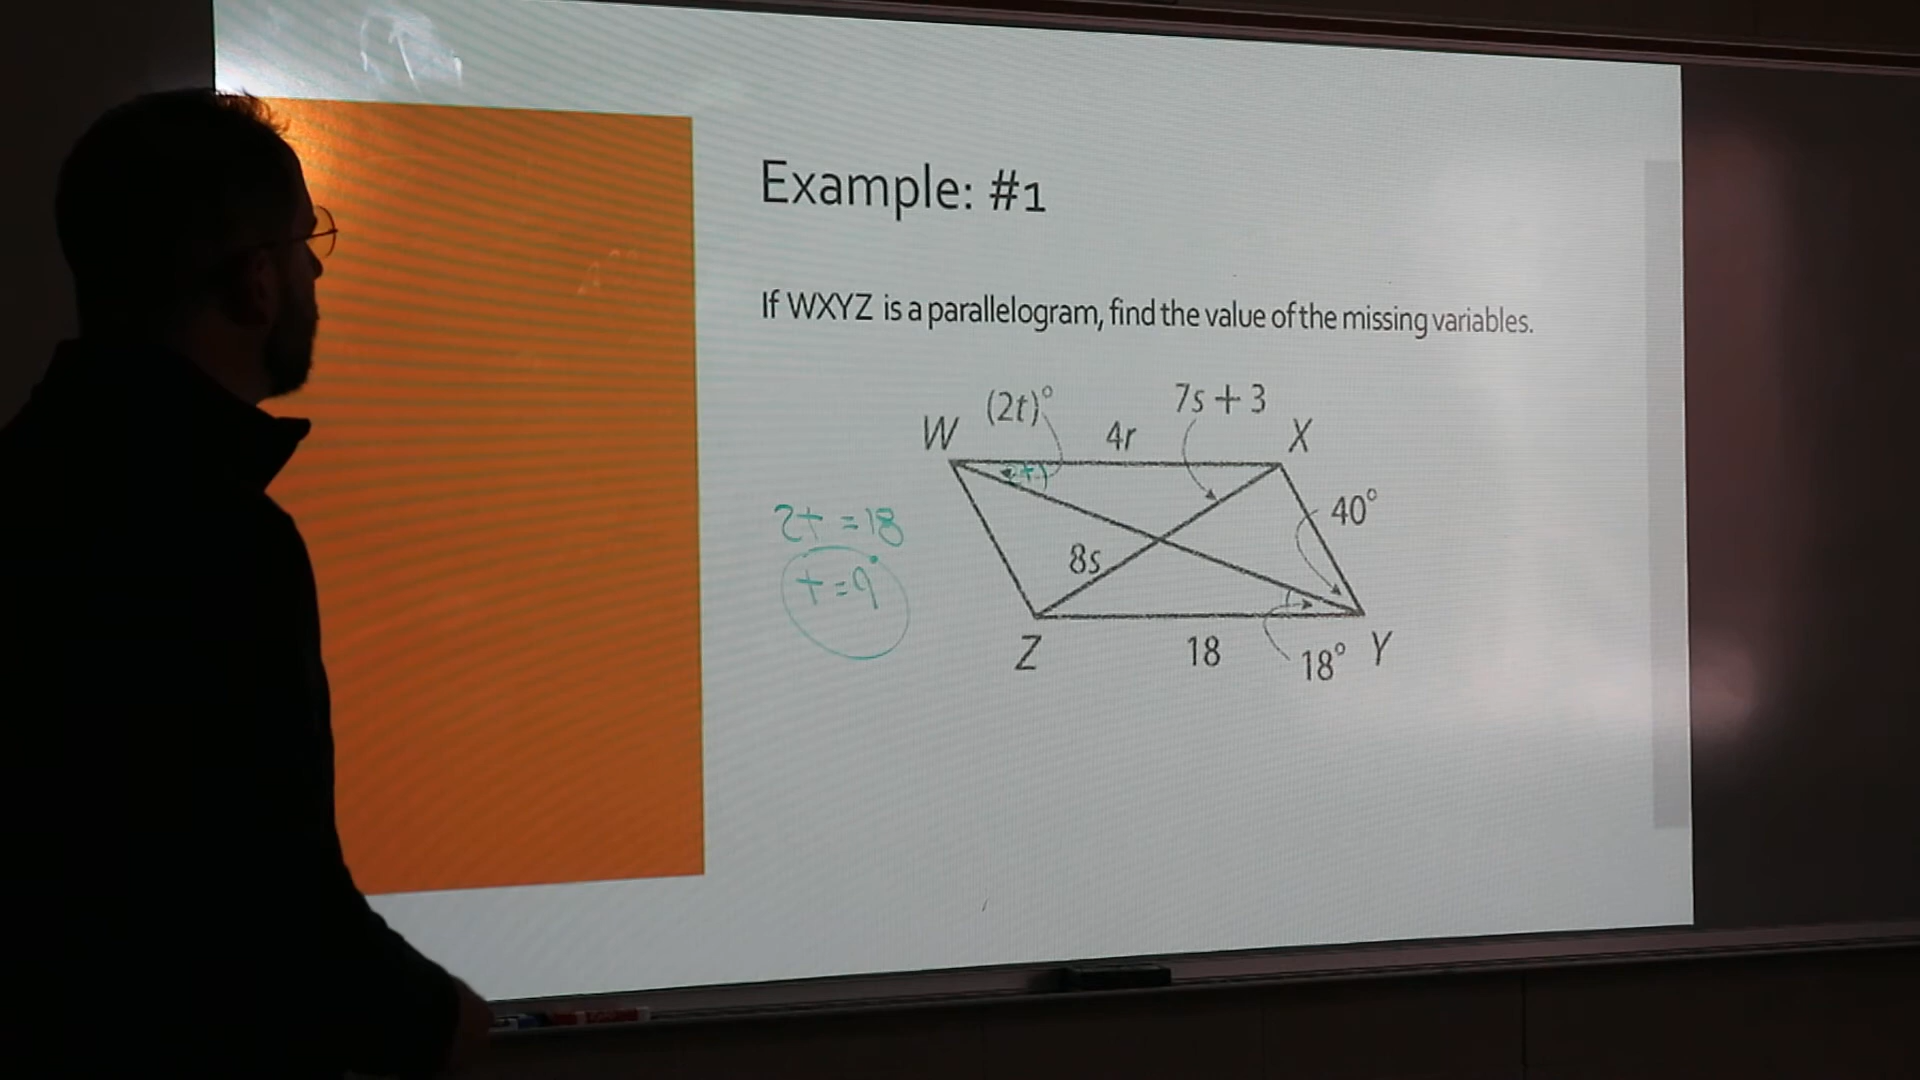 Example: #1
If WXYZ is a parallelogram, find the value of the missing variables.
(2t)°
7s + 3
W
4r
X
2t = 18
40°
8s
t = 9°
Z
18
18°
Y